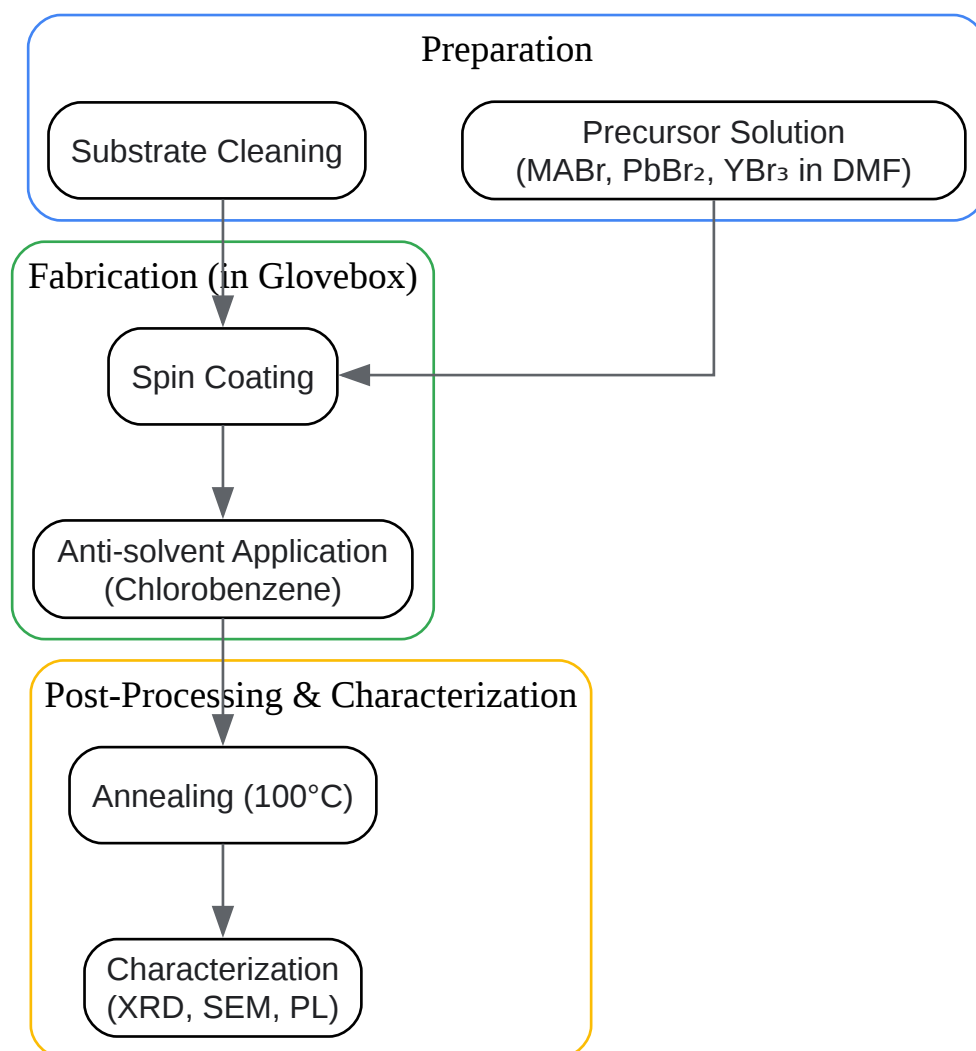 Preparation
Substrate Cleaning
Precursor Solution
(MABr, PbBr₂, YBr₃ in DMF)
Fabrication (in Glovebox)
Spin Coating
Anti-solvent Application
(Chlorobenzene)
Post-Processing & Characterization
Annealing (100°C)
Characterization
(XRD, SEM, PL)